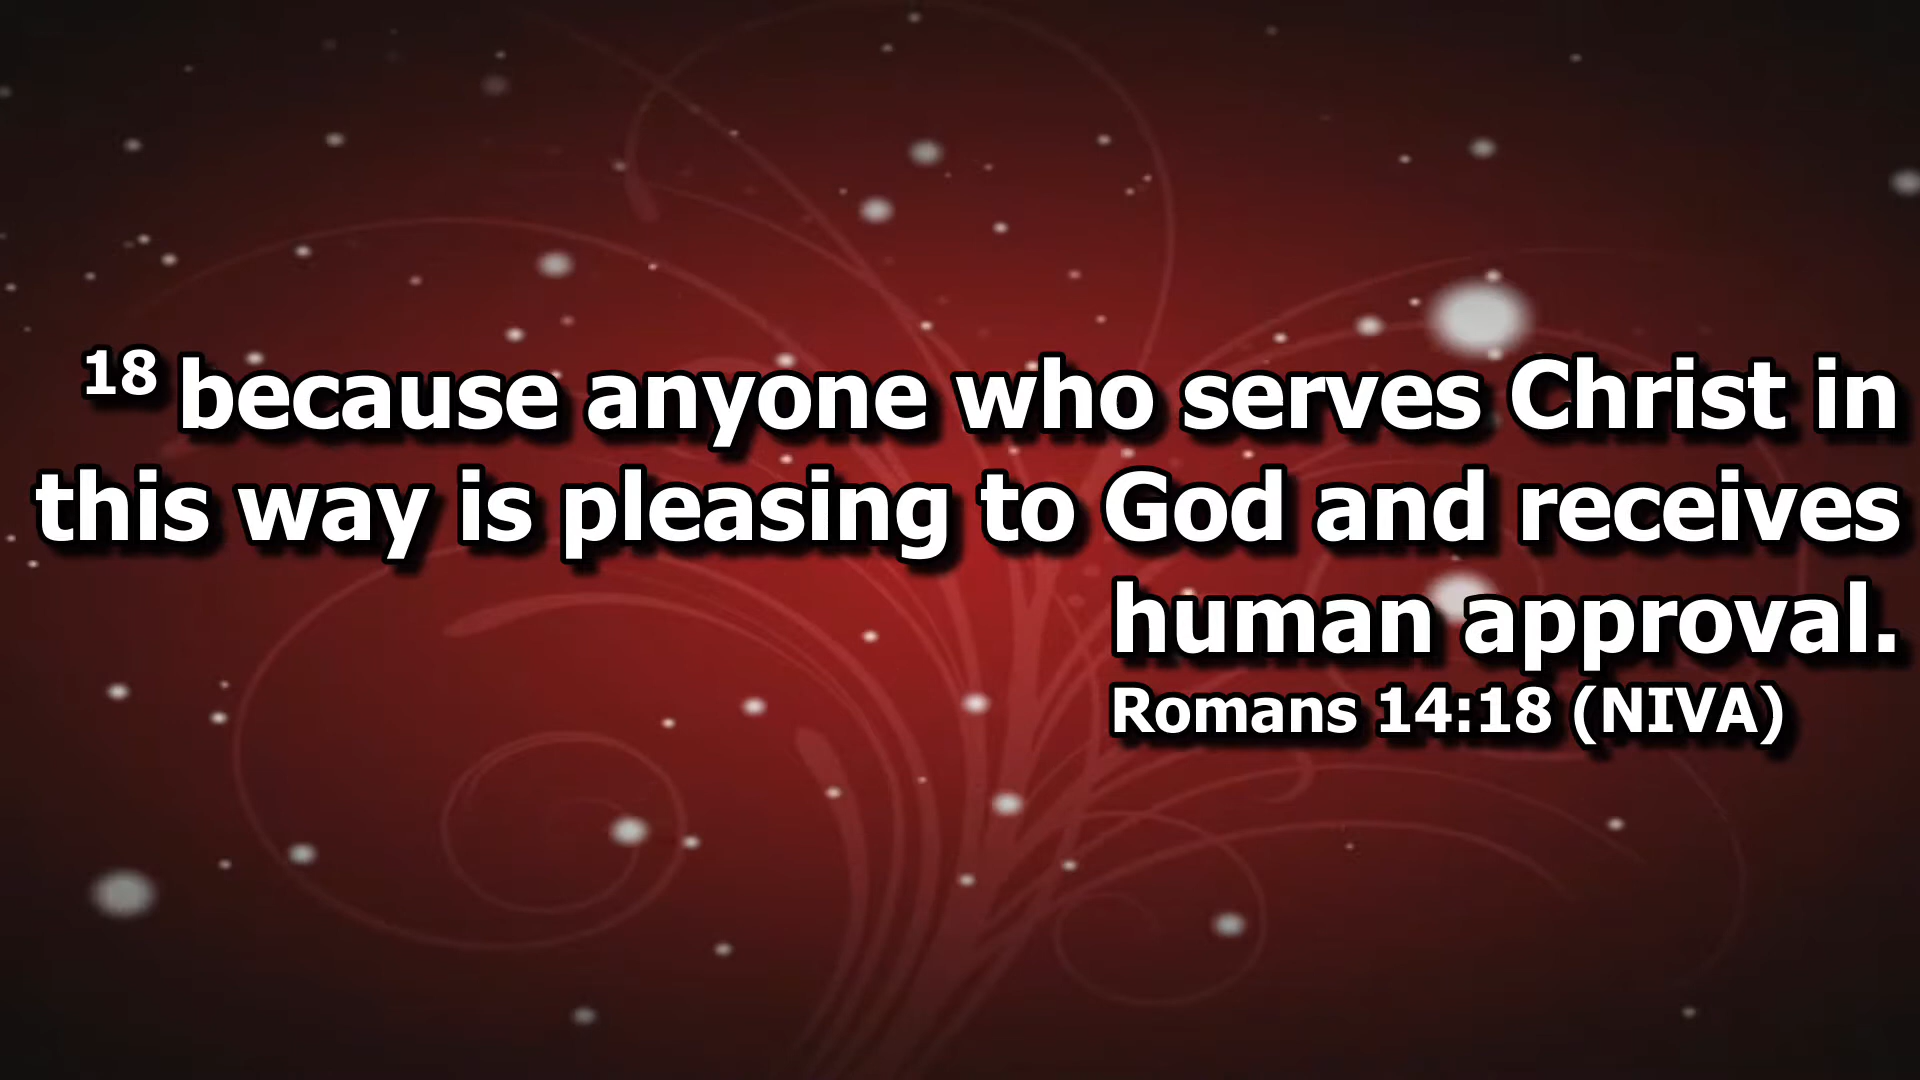 18 because anyone who serves Christ in
this way is pleasing to God and receives
human approval.
Romans 14:18 (NIVA)